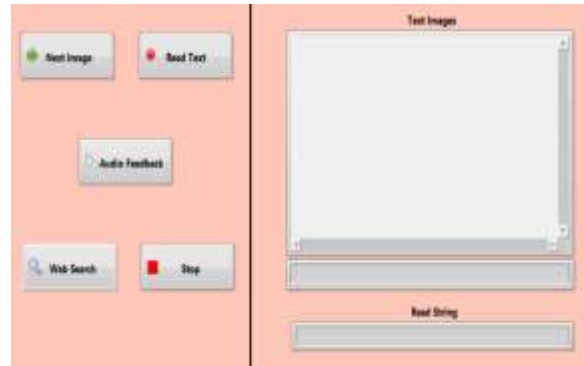 Next Image
Read Text
Audio Feedback
Web Search
Stop
Text Images
Read String